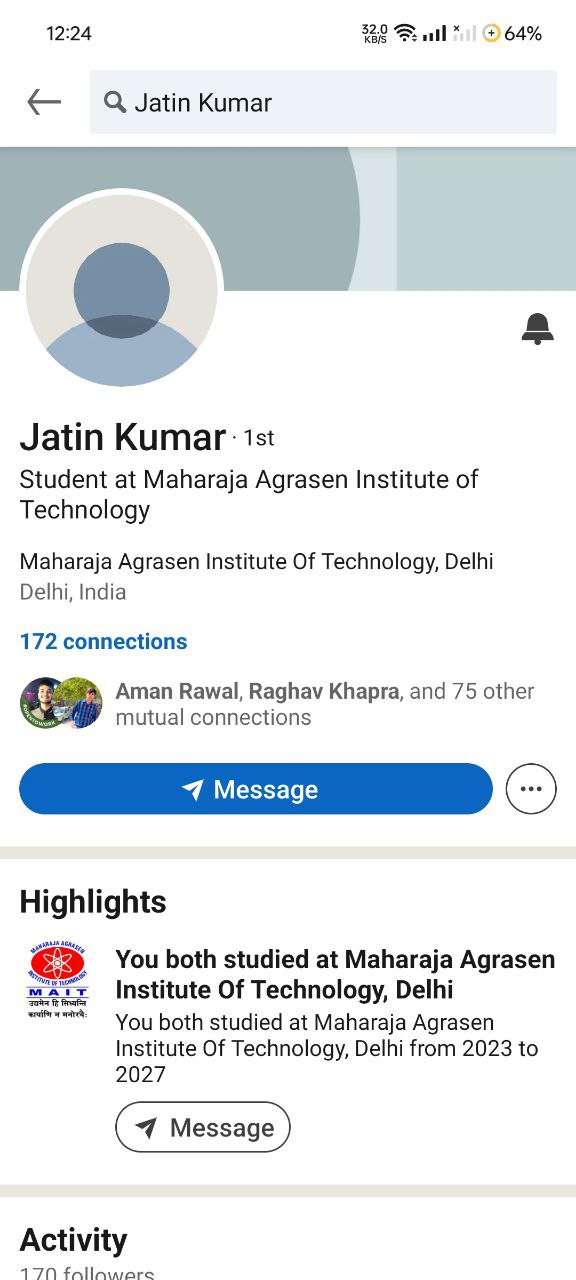 12:24
32.0
KB/S
64%
Jatin Kumar
Jatin Kumar · 1st
Student at Maharaja Agrasen Institute of
Technology
Maharaja Agrasen Institute Of Technology, Delhi
Delhi, India
172 connections
#OPENTOWORK
Aman Rawal, Raghav Khapra, and 75 other
mutual connections
Message
Highlights
MAHARAJA AGRASEN
INSTITUTE OF TECHNOLOGY
MAIT
उद्यमेन हि सिध्यन्ति
कार्याणि न मनोरथैः
You both studied at Maharaja Agrasen
Institute Of Technology, Delhi
You both studied at Maharaja Agrasen
Institute Of Technology, Delhi from 2023 to
2027
Message
Activity
170 followers